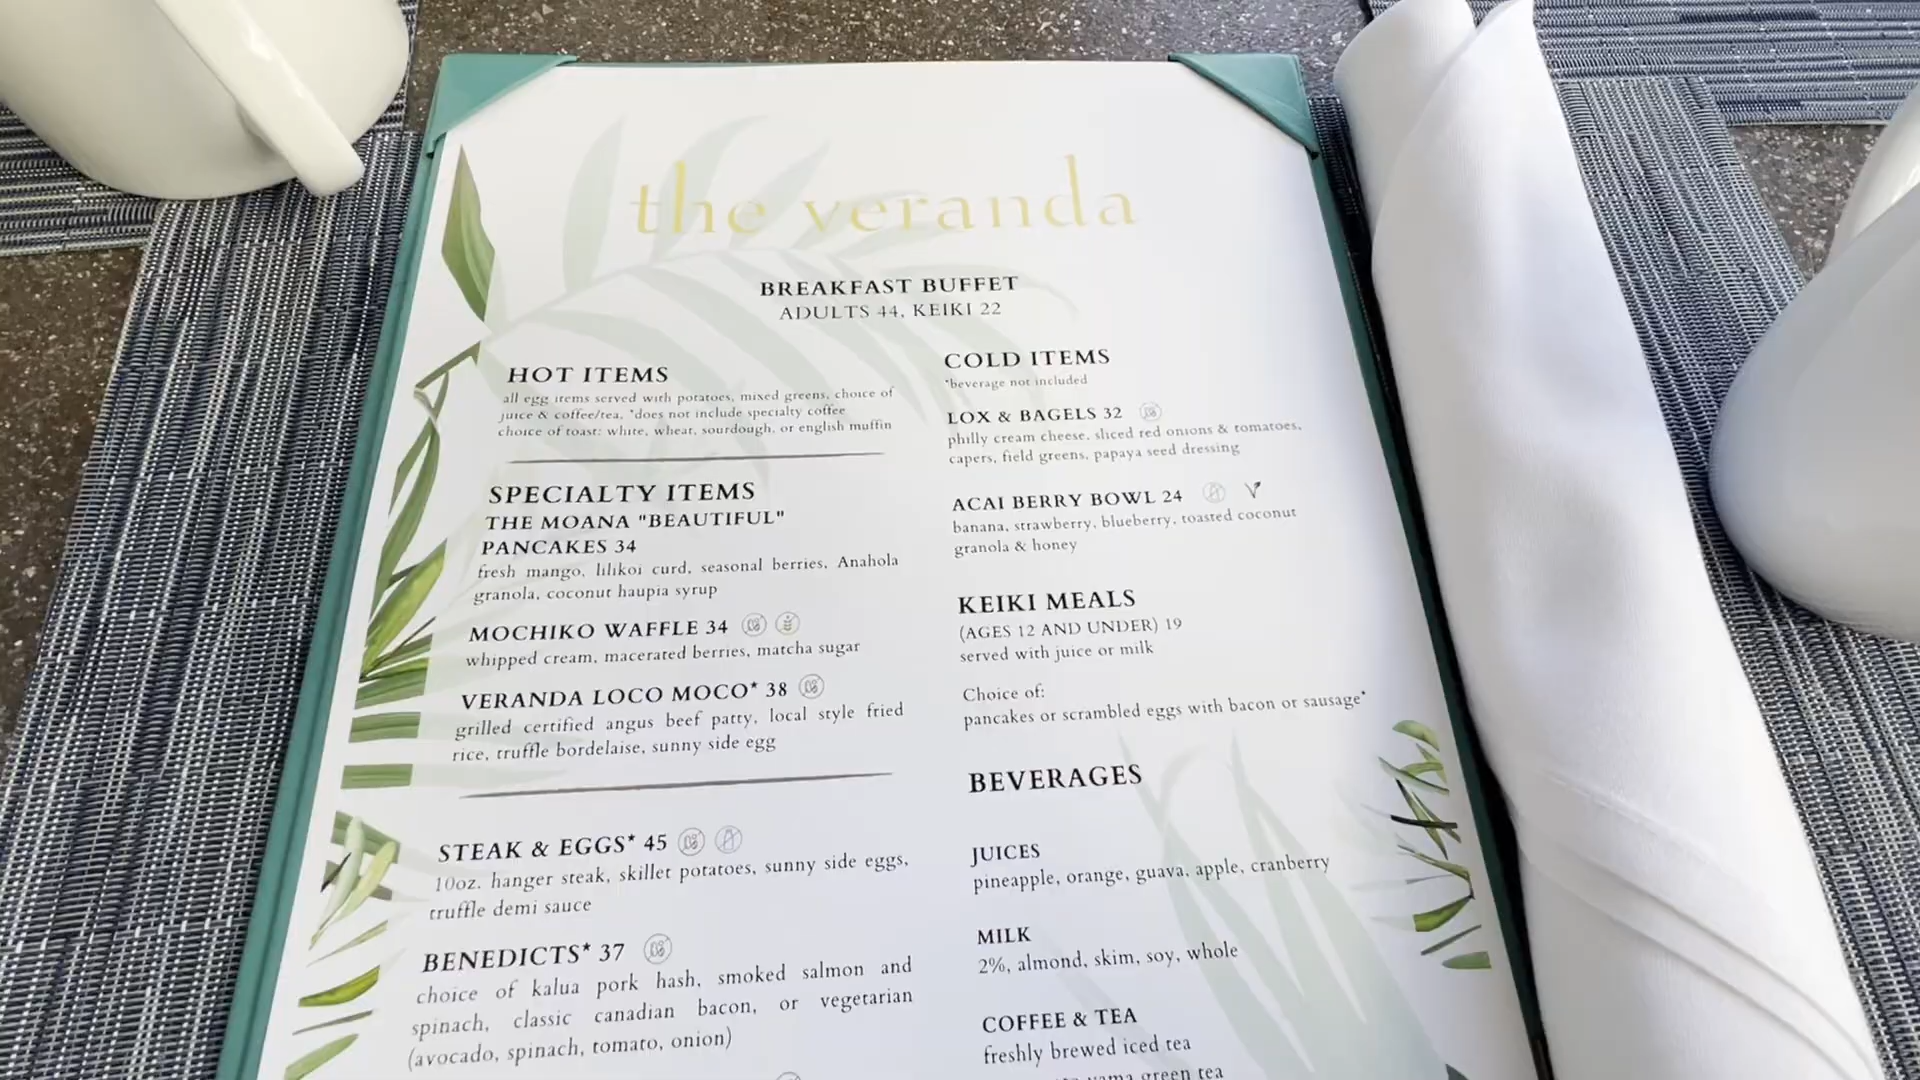 the veranda
BREAKFAST BUFFET
ADULTS 44, KEIKI 22
HOT ITEMS
all egg items served with potatoes, mixed greens, choice of
juice & coffee/tea, *does not include specialty coffee
choice of toast: white, wheat, sourdough, or english muffin
SPECIALTY ITEMS
THE MOANA "BEAUTIFUL"
PANCAKES 34
fresh mango, lilikoi curd, seasonal berries, Anahola
granola, coconut haupia syrup
MOCHIKO WAFFLE 34
whipped cream, macerated berries, matcha sugar
VERANDA LOCO MOCO* 38
grilled certified angus beef patty, local style fried
rice, truffle bordelaise, sunny side egg
STEAK & EGGS* 45
10oz. hanger steak, skillet potatoes, sunny side eggs,
truffle demi sauce
BENEDICTS* 37
choice of kalua pork hash, smoked salmon and
spinach, classic canadian bacon, or vegetarian
(avocado, spinach, tomato, onion)
COLD ITEMS
*beverage not included
LOX & BAGELS 32
philly cream cheese, sliced red onions & tomatoes,
capers, field greens, papaya seed dressing
ACAI BERRY BOWL 24
banana, strawberry, blueberry, toasted coconut
granola & honey
KEIKI MEALS
(AGES 12 AND UNDER) 19
served with juice or milk
Choice of:
pancakes or scrambled eggs with bacon or sausage*
BEVERAGES
JUICES
pineapple, orange, guava, apple, cranberry
MILK
2%, almond, skim, soy, whole
COFFEE & TEA
freshly brewed iced tea
green tea